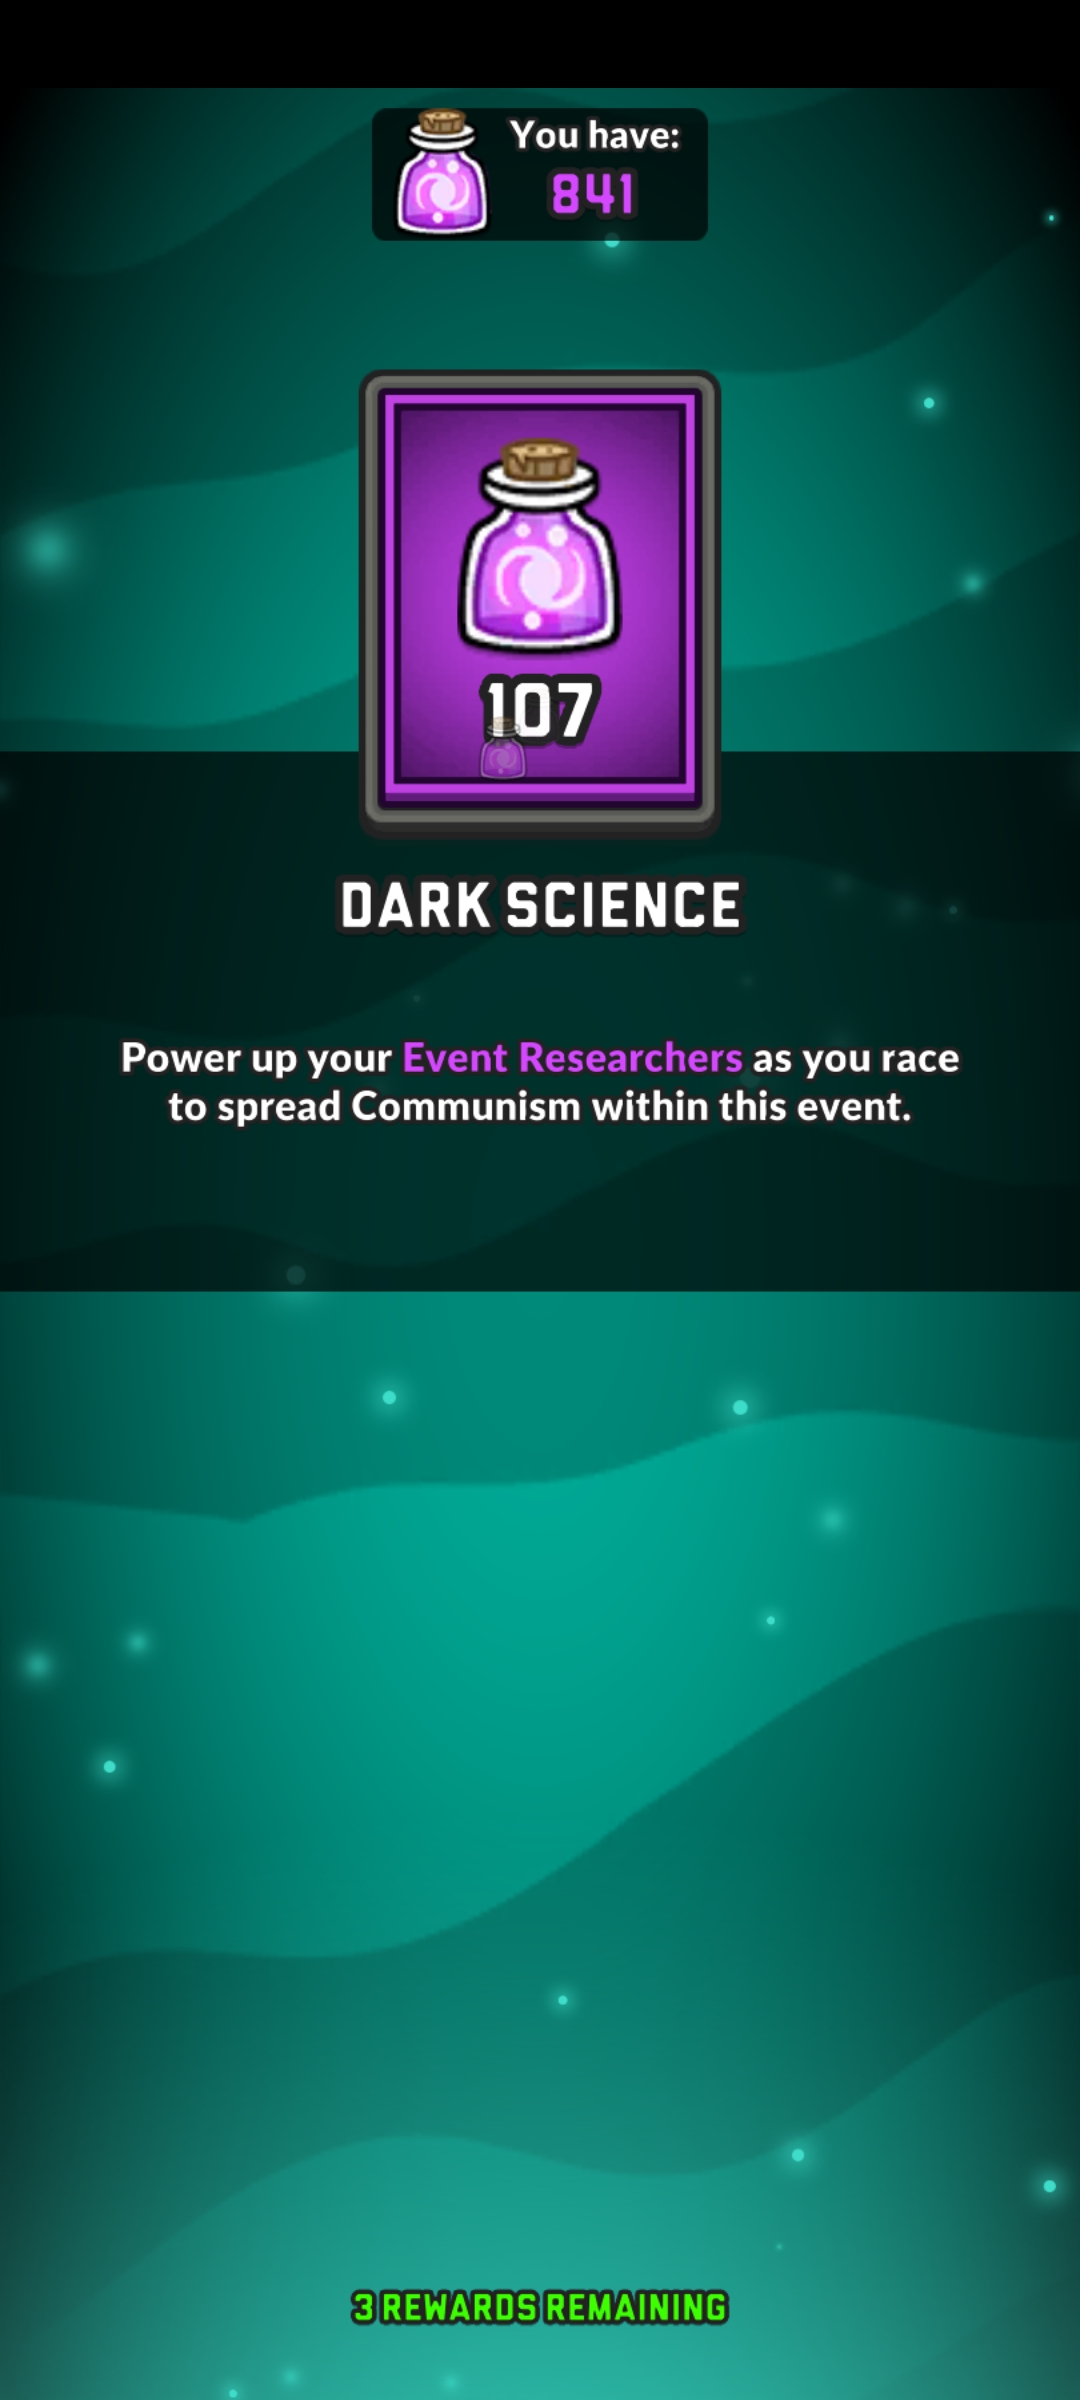 You have:
841
107
DARK SCIENCE
Power up your Event Researchers as you race
to spread Communism within this event.
3 REWARDS REMAINING